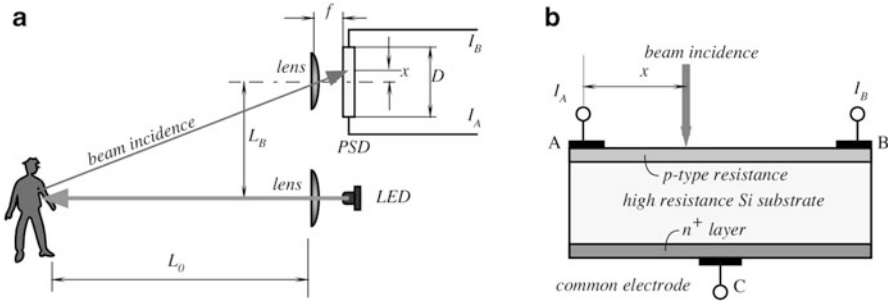 a
f
lens
I_B
x
D
I_A
beam incidence
L_B
PSD
lens
LED
L_0
b
beam incidence
x
I_A
I_B
A
B
p-type resistance
high resistance Si substrate
n⁺ layer
common electrode
C